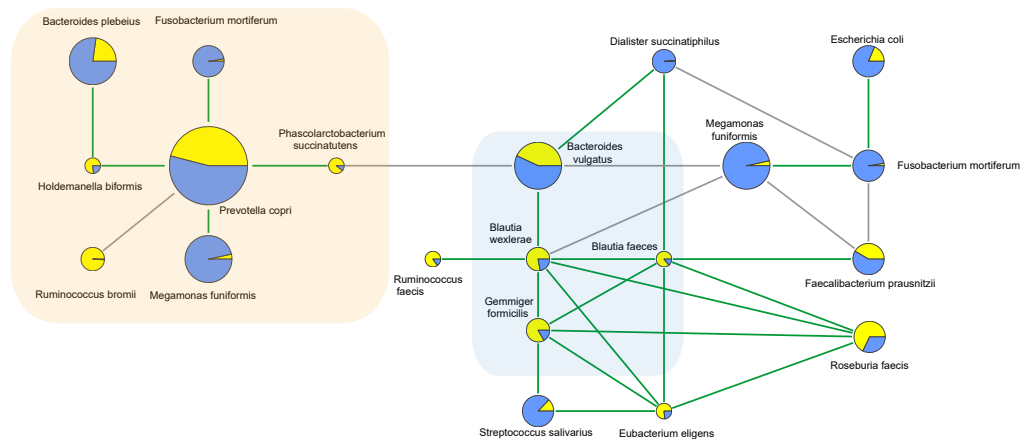 Bacteroides plebeius
Fusobacterium mortiferum
Phascolarctobacterium
succinatutens
Holdemanella biformis
Prevotella copri
Ruminococcus bromii
Megamonas funiformis
Dialister succinatiphilus
Escherichia coli
Megamonas
funiformis
Bacteroides
vulgatus
Fusobacterium mortiferum
Blautia
wexlerae
Blautia faeces
Ruminococcus
faecis
Faecalibacterium prausnitzii
Gemmiger
formicilis
Roseburia faecis
Streptococcus salivarius
Eubacterium eligens